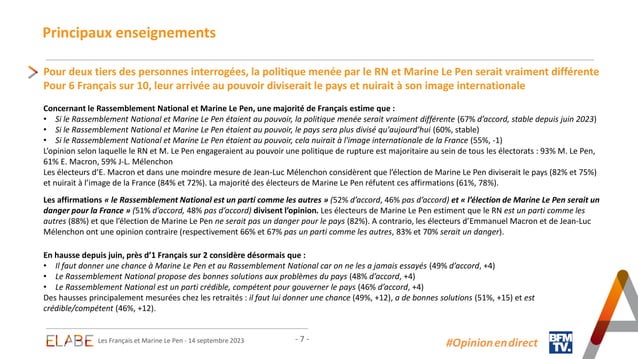 Principaux enseignements
Pour deux tiers des personnes interrogées, la politique menée par le RN et Marine Le Pen serait vraiment différente
Pour 6 Français sur 10, leur arrivée au pouvoir diviserait le pays et nuirait à son image internationale
Concernant le Rassemblement National et Marine Le Pen, une majorité de Français estime que :
• Si le Rassemblement National et Marine Le Pen étaient au pouvoir, la politique menée serait vraiment différente (67% d'accord, stable depuis juin 2023)
• Si le Rassemblement National et Marine Le Pen étaient au pouvoir, le pays sera plus divisé qu'aujourd'hui (60%, stable)
• Si le Rassemblement National et Marine Le Pen étaient au pouvoir, cela nuirait à l'image internationale de la France (55%, -1)
L'opinion selon laquelle le RN et M. Le Pen engageraient au pouvoir une politique de rupture est majoritaire au sein de tous les électorats : 93% M. Le Pen,
61% E. Macron, 59% J-L. Mélenchon
Les électeurs d'E. Macron et dans une moindre mesure de Jean-Luc Mélenchon considèrent que l'élection de Marine Le Pen diviserait le pays (82% et 75%)
et nuirait à l'image de la France (84% et 72%). La majorité des électeurs de Marine Le Pen réfutent ces affirmations (61%, 78%).
Les affirmations « le Rassemblement National est un parti comme les autres » (52% d'accord, 46% pas d'accord) et « l'élection de Marine Le Pen serait un
danger pour la France » (51% d'accord, 48% pas d'accord) divisent l'opinion. Les électeurs de Marine Le Pen estiment que le RN est un parti comme les
autres (88%) et que l'élection de Marine Le Pen ne serait pas un danger pour le pays (82%). A contrario, les électeurs d'Emmanuel Macron et de Jean-Luc
Mélenchon ont une opinion contraire (respectivement 66% et 67% pas un parti comme les autres, 83% et 70% serait un danger).
En hausse depuis juin, près d'1 Français sur 2 considère désormais que :
• Il faut donner une chance à Marine Le Pen et au Rassemblement National car on ne les a jamais essayés (49% d'accord, +4)
• Le Rassemblement National propose des bonnes solutions pour le pays (48% d'accord, +4)
• Le Rassemblement National est un parti crédible, compétent pour gouverner le pays (46% d'accord, +4)
Des hausses principalement mesurées chez les retraités : il faut lui donner une chance (49%, +12), a de bonnes solutions (51%, +15) et est
crédible/compétent (46%, +12).
ELABE
Les Français et Marine Le Pen - 14 septembre 2023
- 7 -
#Opinionendirect
BFM
TV.